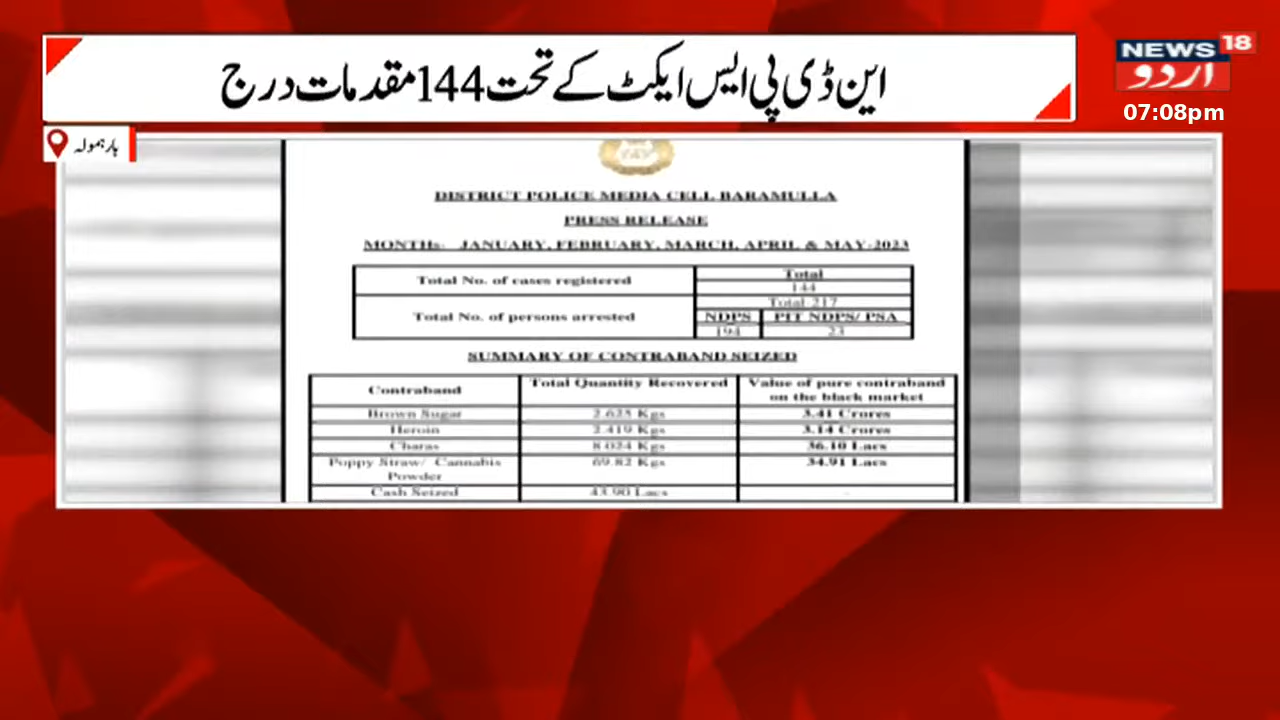 این ڈی پی ایس ایکٹ کے تحت 144 مقدمات درج
NEWS 18
اردو
07:08pm
بارہمولہ
DISTRICT POLICE MEDIA CELL BARAMULLA
PRESS RELEASE
MONTHs- JANUARY, FEBRUARY, MARCH, APRIL & MAY-2023
Total No. of cases registered
Total
144
Total No. of persons arrested
Total 217
NDPS PIT NDPS/ PSA
194 23
SUMMARY OF CONTRABAND SEIZED
Contraband Total Quantity Recovered Value of pure contraband on the black market
Brown Sugar 2.625 Kgs 3.41 Crores
Heroin 2.419 Kgs 3.14 Crores
Charas 8.024 Kgs 36.10 Lacs
Poppy Straw/ Cannabis Powder 69.82 Kgs 34.91 Lacs
Cash Seized 43.90 Lacs -